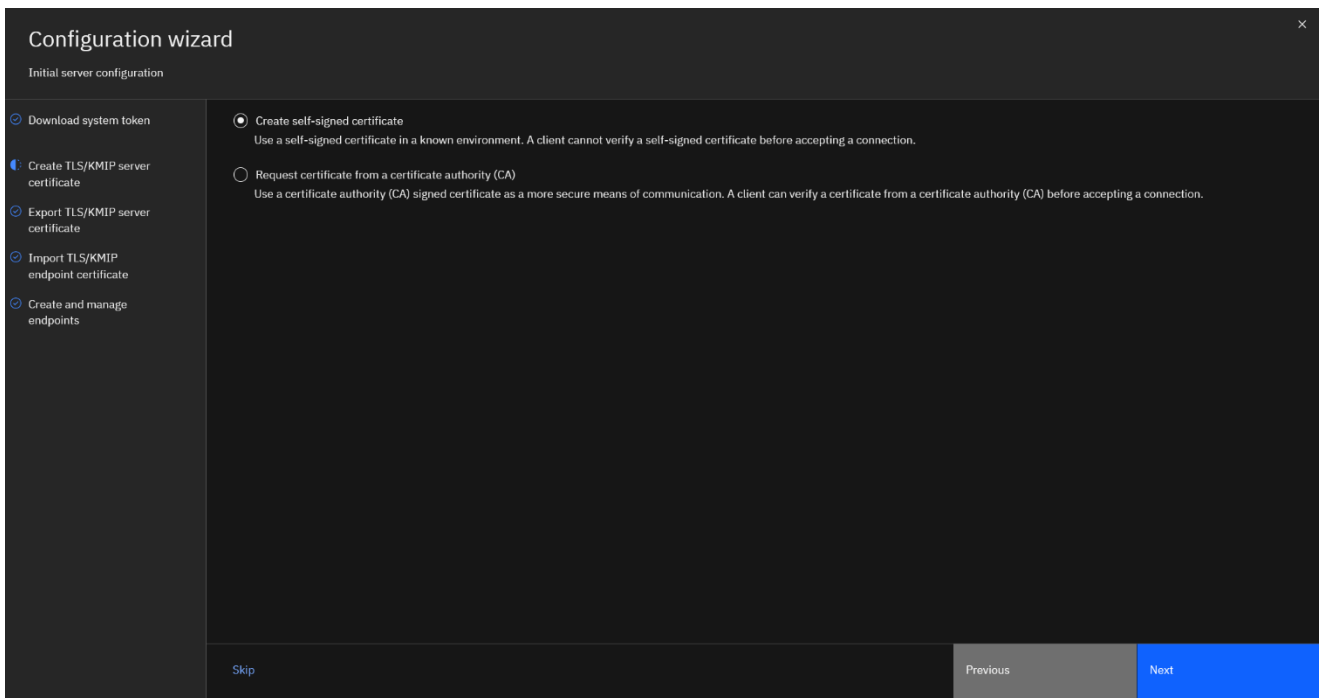 Configuration wizard
Initial server configuration
Download system token
Create TLS/KMIP server
certificate
Export TLS/KMIP server
certificate
Import TLS/KMIP
endpoint certificate
Create and manage
endpoints
Create self-signed certificate
Use a self-signed certificate in a known environment. A client cannot verify a self-signed certificate before accepting a connection.
Request certificate from a certificate authority (CA)
Use a certificate authority (CA) signed certificate as a more secure means of communication. A client can verify a certificate from a certificate authority (CA) before accepting a connection.
Skip
Previous
Next